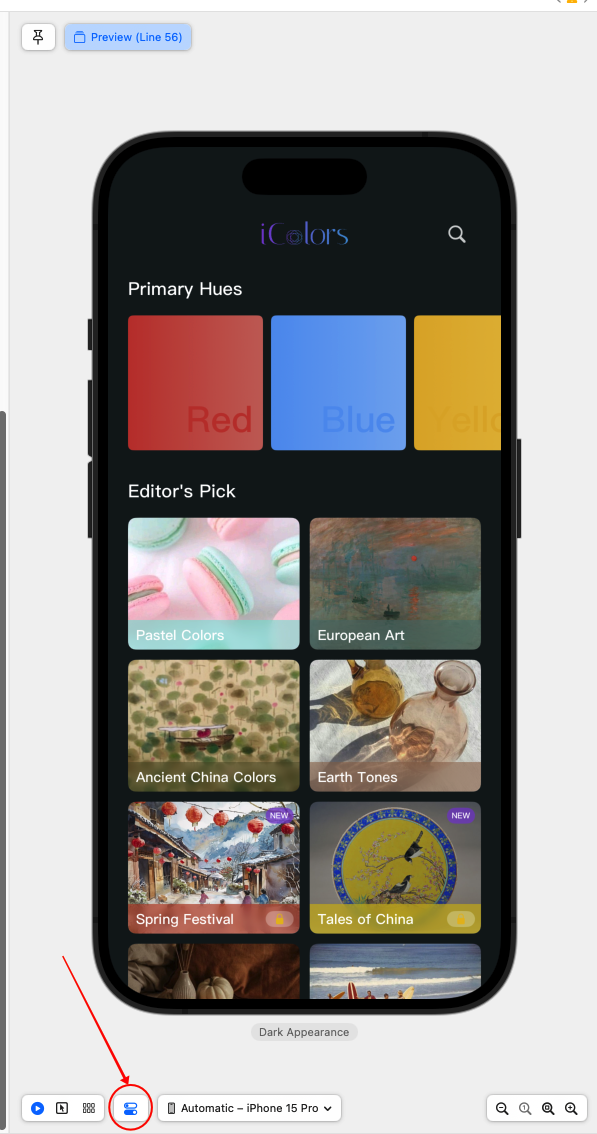 Preview (Line 56)
iColors
Primary Hues
Red
Blue
Yello
Editor's Pick
Pastel Colors
European Art
Ancient China Colors
Earth Tones
NEW
NEW
Spring Festival
Tales of China
Dark Appearance
Automatic – iPhone 15 Pro